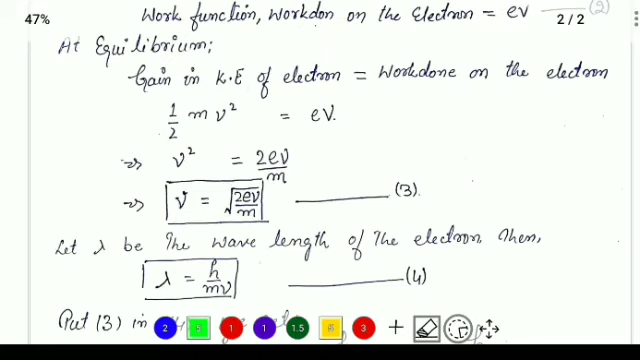 47%
Work function, Workdon on the Electron = eV ——— (2)
2/2
At Equilibrium;
Gain in K.E of electron = Workdone on the electron
1/2 m v² = eV.
⇒ v² = 2ev/m
⇒ v = √2ev/m ——— (3).
Let λ be The wave length of The electron Then,
λ = h/mv ——— (4)
Put (3) in
2 5 1 1 1.5 5 3